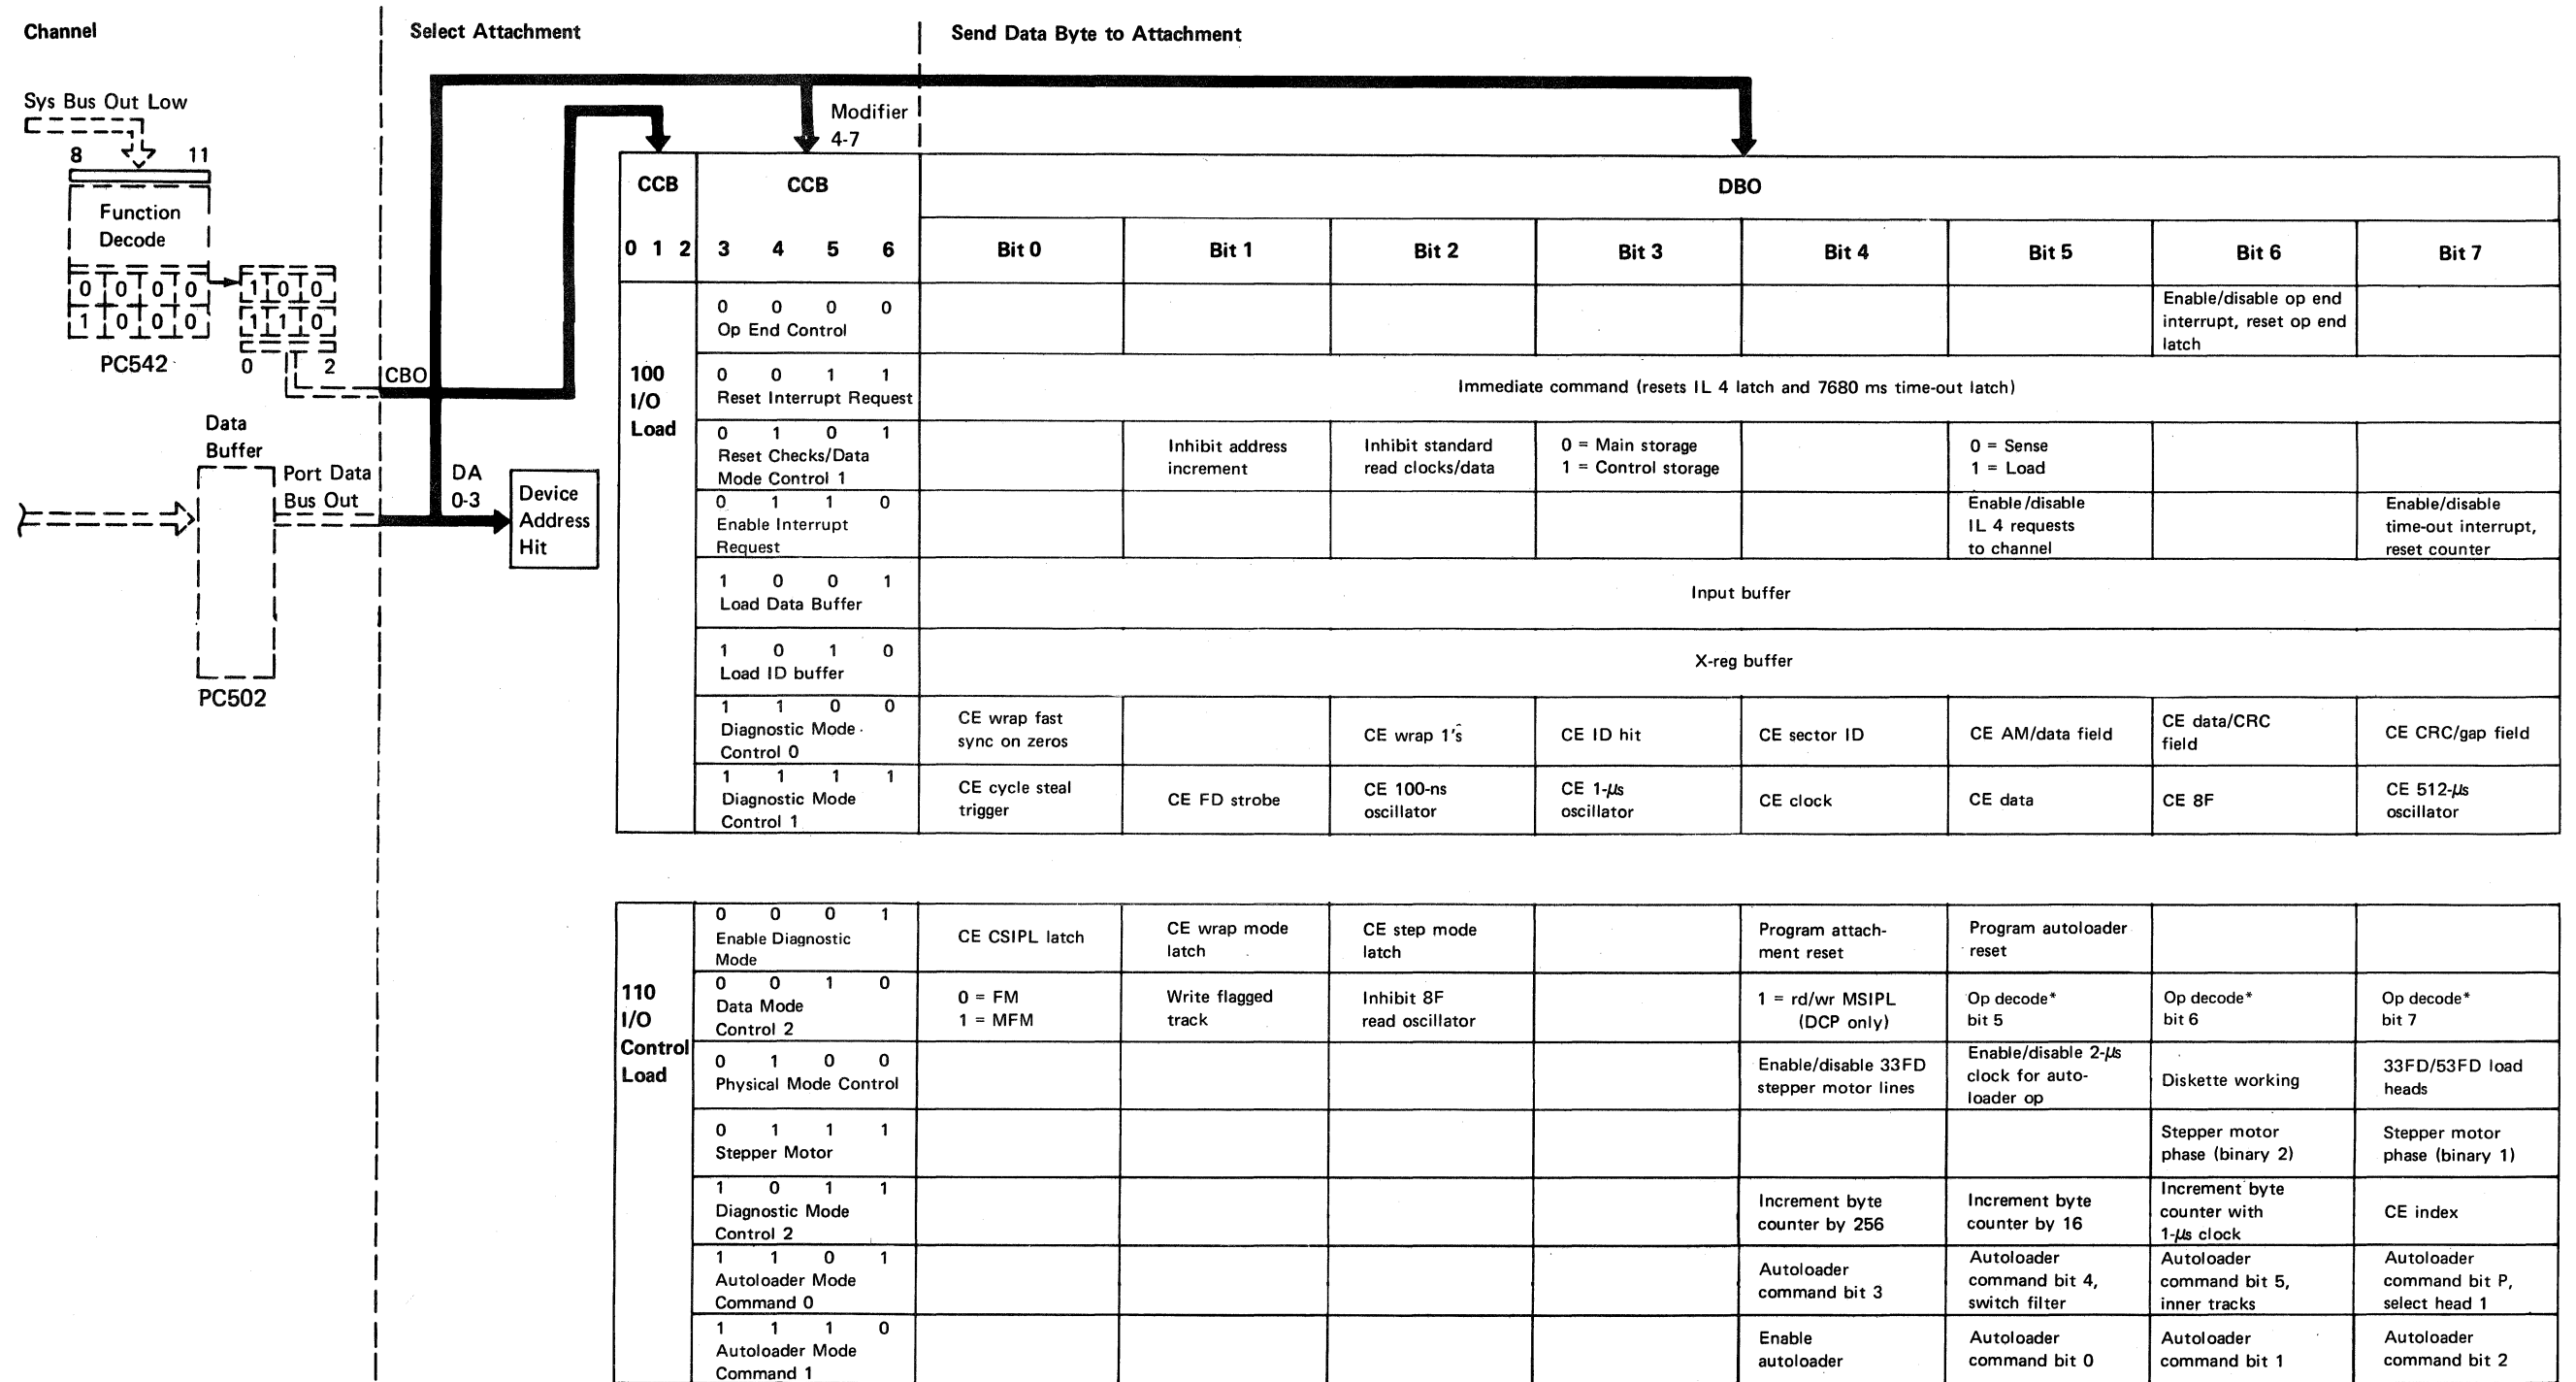 Channel
Select Attachment
Send Data Byte to Attachment
Sys Bus Out Low
8 11
Function
Decode
0 0 0 0
1 0 0 0
PC542
1 0 0
1 1 0
0 2
CBO
Data
Buffer
Port Data
Bus Out
DA
0-3
Device
Address
Hit
PC502
Modifier
4-7
CCB
0 1 2
CCB
3 4 5 6
DBO
Bit 0
Bit 1
Bit 2
Bit 3
Bit 4
Bit 5
Bit 6
Bit 7
100
I/O
Load
0 0 0 0
Op End Control
Enable/disable op end
interrupt, reset op end
latch
0 0 1 1
Reset Interrupt Request
Immediate command (resets IL 4 latch and 7680 ms time-out latch)
0 1 0 1
Reset Checks/Data
Mode Control 1
Inhibit address
increment
Inhibit standard
read clocks/data
0 = Main storage
1 = Control storage
0 = Sense
1 = Load
0 1 1 0
Enable Interrupt
Request
Enable/disable
IL 4 requests
to channel
Enable/disable
time-out interrupt,
reset counter
1 0 0 1
Load Data Buffer
Input buffer
1 0 1 0
Load ID buffer
X-reg buffer
1 1 0 0
Diagnostic Mode
Control 0
CE wrap fast
sync on zeros
CE wrap 1's
CE ID hit
CE sector ID
CE AM/data field
CE data/CRC
field
CE CRC/gap field
1 1 1 1
Diagnostic Mode
Control 1
CE cycle steal
trigger
CE FD strobe
CE 100-ns
oscillator
CE 1-µs
oscillator
CE clock
CE data
CE 8F
CE 512-µs
oscillator
110
I/O
Control
Load
0 0 0 1
Enable Diagnostic
Mode
CE CSIPL latch
CE wrap mode
latch
CE step mode
latch
Program attach-
ment reset
Program autoloader
reset
0 0 1 0
Data Mode
Control 2
0 = FM
1 = MFM
Write flagged
track
Inhibit 8F
read oscillator
1 = rd/wr MSIPL
(DCP only)
Op decode*
bit 5
Op decode*
bit 6
Op decode*
bit 7
0 1 0 0
Physical Mode Control
Enable/disable 33FD
stepper motor lines
Enable/disable 2-µs
clock for auto-
loader op
Diskette working
33FD/53FD load
heads
0 1 1 1
Stepper Motor
Stepper motor
phase (binary 2)
Stepper motor
phase (binary 1)
1 0 1 1
Diagnostic Mode
Control 2
Increment byte
counter by 256
Increment byte
counter by 16
Increment byte
counter with
1-µs clock
CE index
1 1 0 1
Autoloader Mode
Command 0
Autoloader
command bit 3
Autoloader
command bit 4,
switch filter
Autoloader
command bit 5,
inner tracks
Autoloader
command bit P,
select head 1
1 1 1 0
Autoloader Mode
Command 1
Enable
autoloader
Autoloader
command bit 0
Autoloader
command bit 1
Autoloader
command bit 2